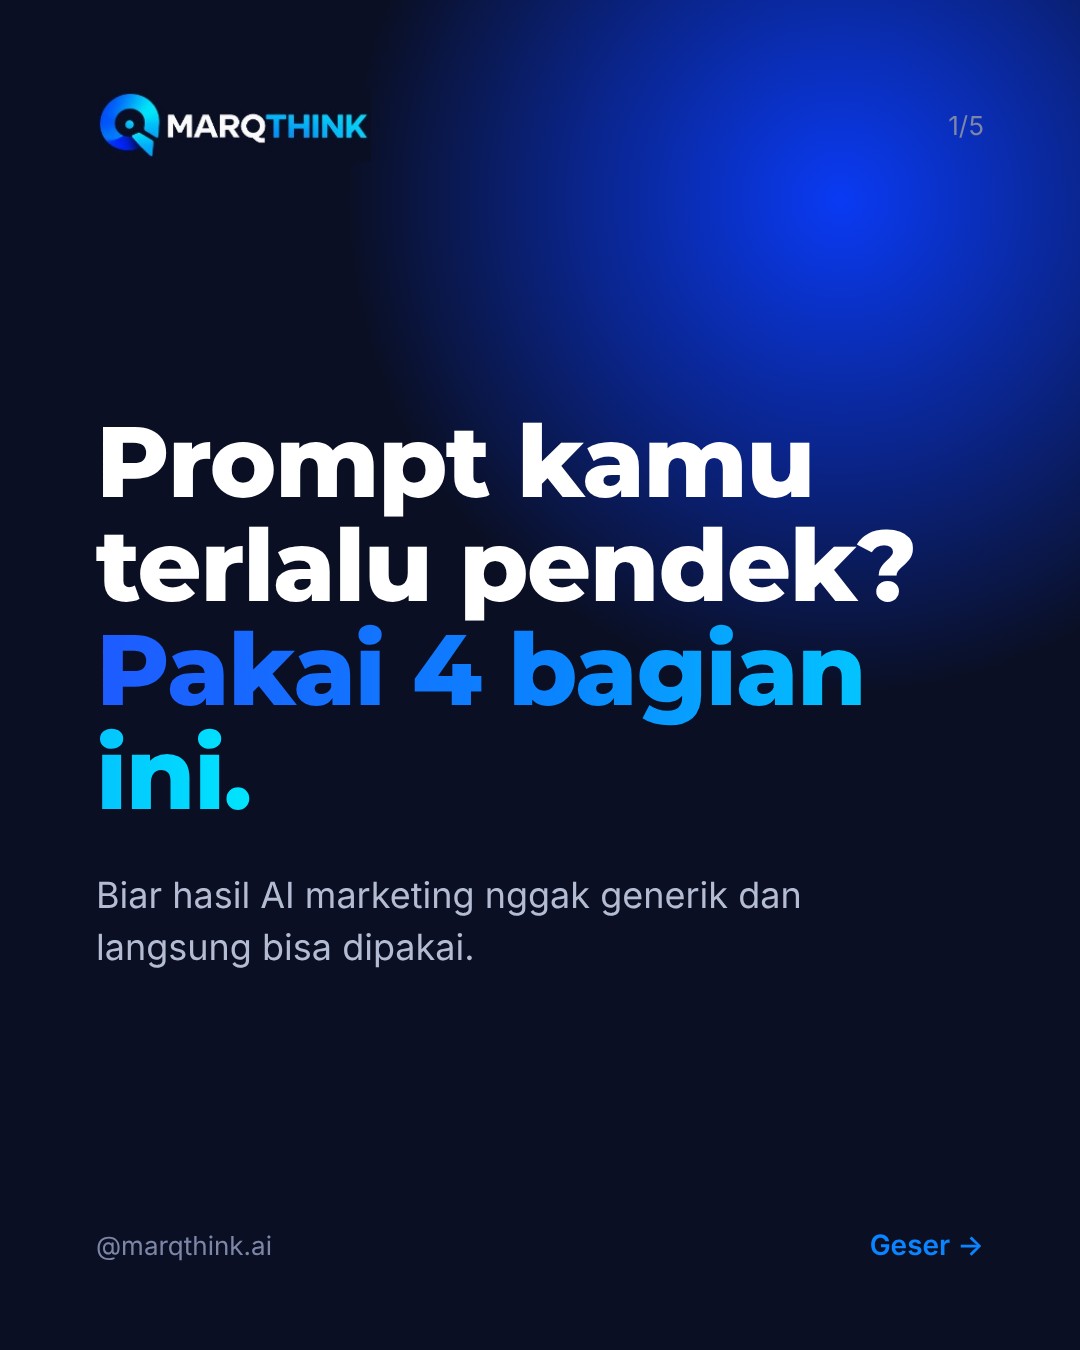 MARQTHINK
1/5
Prompt kamu
terlalu pendek?
Pakai 4 bagian
ini.
Biar hasil AI marketing nggak generik dan
langsung bisa dipakai.
@marqthink.ai
Geser →